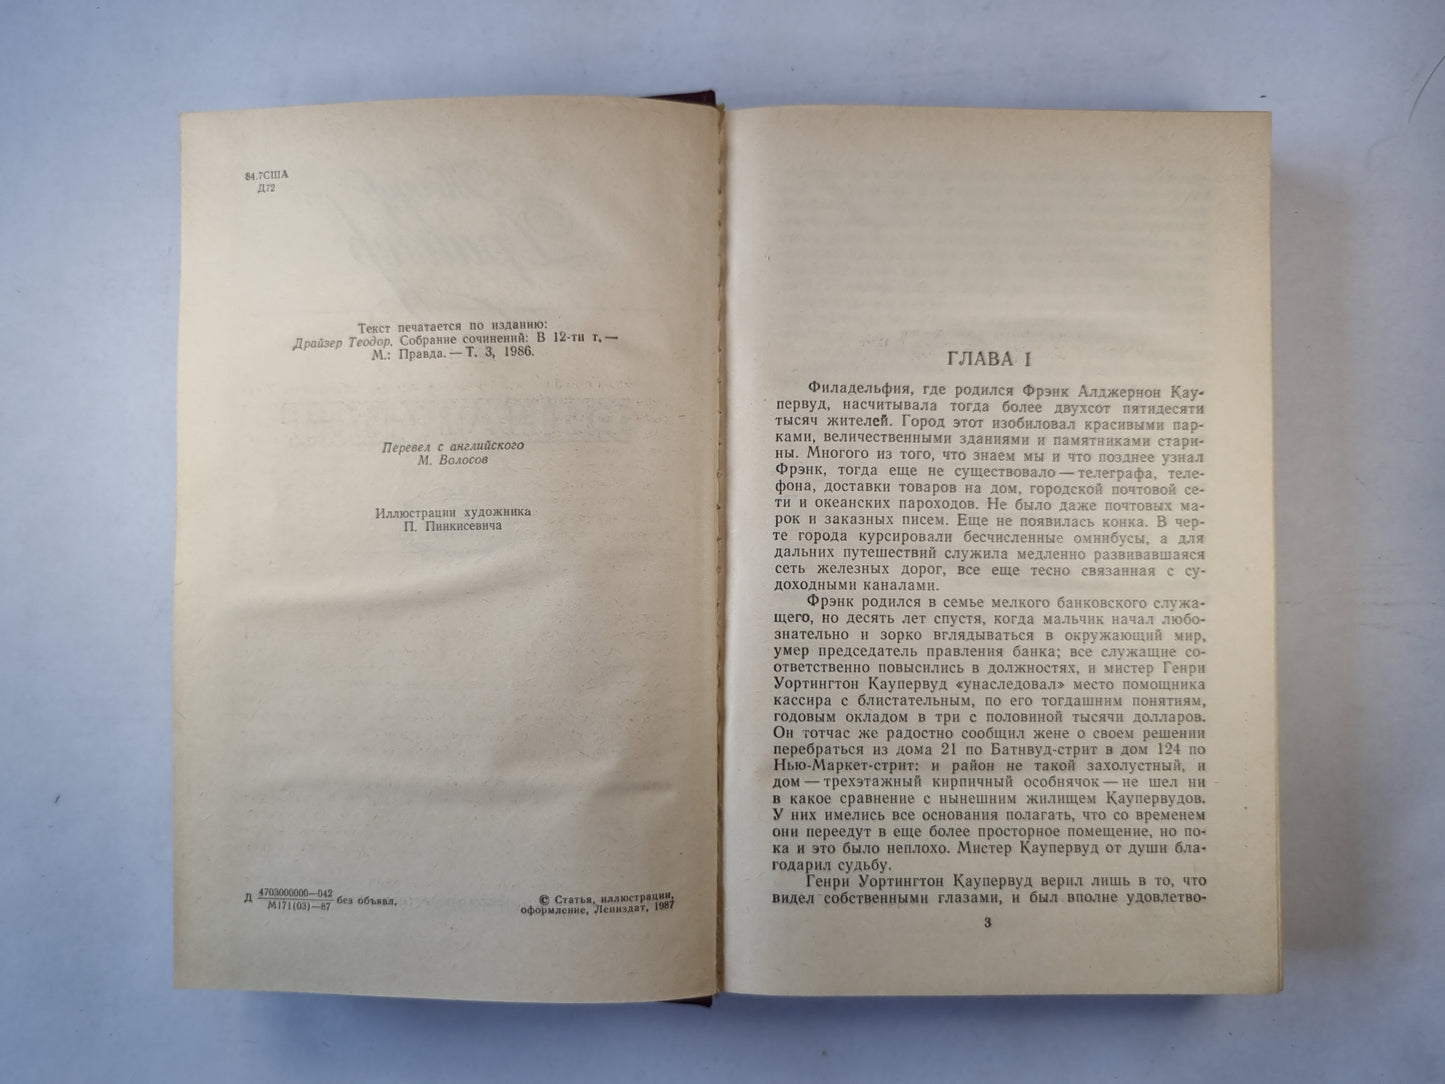 84.7США
Д72
Текст печатается по изданию:
Драйзер Теодор. Собрание сочинений: В 12-ти т. —
М.: Правда. — Т. 3, 1986.
Перевел с английского
М. Волосов
Иллюстрации художника
П. Пинкисевича
Д 4703000000—042 без объявл.
М171(03)—87
© Статья, иллюстрации,
оформление, Лениздат, 1987
ГЛАВА I
Филадельфия, где родился Фрэнк Алджернон Кау-
первуд, насчитывала тогда более двухсот пятидесяти
тысяч жителей. Город этот изобиловал красивыми пар-
ками, величественными зданиями и памятниками стари-
ны. Многого из того, что знаем мы и что позднее узнал
Фрэнк, тогда еще не существовало — телеграфа, теле-
фона, доставки товаров на дом, городской почтовой се-
ти и океанских пароходов. Не было даже почтовых ма-
рок и заказных писем. Еще не появилась конка. В чер-
те города курсировали бесчисленные омнибусы, а для
дальних путешествий служила медленно развивавшаяся
сеть железных дорог, все еще тесно связанная с су-
доходными каналами.
Фрэнк родился в семье мелкого банковского служа-
щего, но десять лет спустя, когда мальчик начал любо-
знательно и зорко вглядываться в окружающий мир,
умер председатель правления банка; все служащие со-
ответственно повысились в должностях, и мистер Генри
Уортингтон Каупервуд «унаследовал» место помощника
кассира с блистательным, по его тогдашним понятиям,
годовым окладом в три с половиной тысячи долларов.
Он тотчас же радостно сообщил жене о своем решении
перебраться из дома 21 по Батнвуд-стрит в дом 124 по
Нью-Маркет-стрит: и район не такой захолустный, и
дом — трехэтажный кирпичный особнячок — не шел ни
в какое сравнение с нынешним жилищем Каупервудов.
У них имелись все основания полагать, что со временем
они переедут в еще более просторное помещение, но по-
ка и это было неплохо. Мистер Каупервуд от души бла-
годарил судьбу.
Генри Уортингтон Каупервуд верил лишь в то, что
видел собственными глазами, и был вполне удовлетво-
3